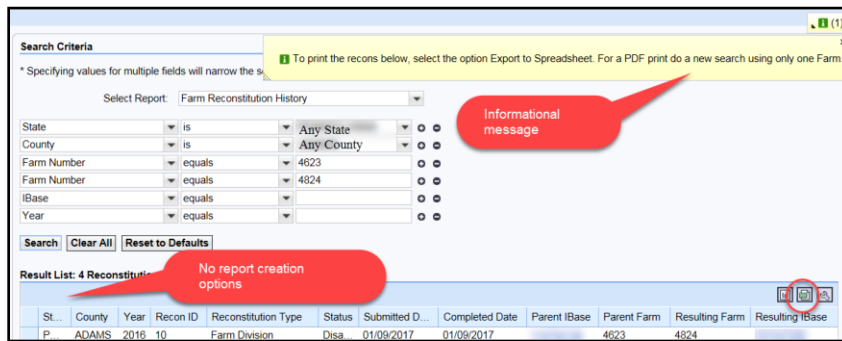 (1)
Search Criteria
To print the recons below, select the option Export to Spreadsheet. For a PDF print do a new search using only one Farm
* Specifying values for multiple fields will narrow the s
Select Report: Farm Reconstitution History
Informational message
State is Any State
County is Any County
Farm Number equals 4623
Farm Number equals 4824
IBase equals
Year equals
Search Clear All Reset to Defaults
No report creation options
Result List: 4 Reconstitutio
St... County Year Recon ID Reconstitution Type Status Submitted D... Completed Date Parent IBase Parent Farm Resulting Farm Resulting IBase
P... ADAMS 2016 10 Farm Division Disa... 01/09/2017 01/09/2017 4623 4824